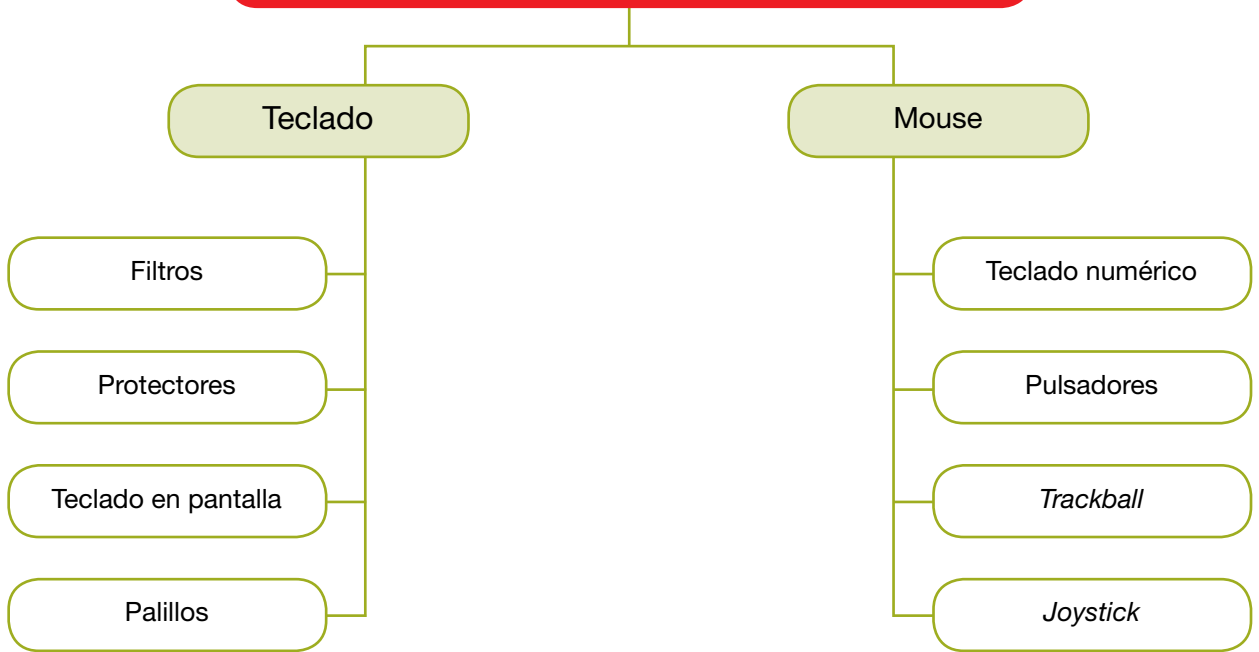 Teclado
Mouse
Filtros
Protectores
Teclado en pantalla
Palillos
Teclado numérico
Pulsadores
Trackball
Joystick